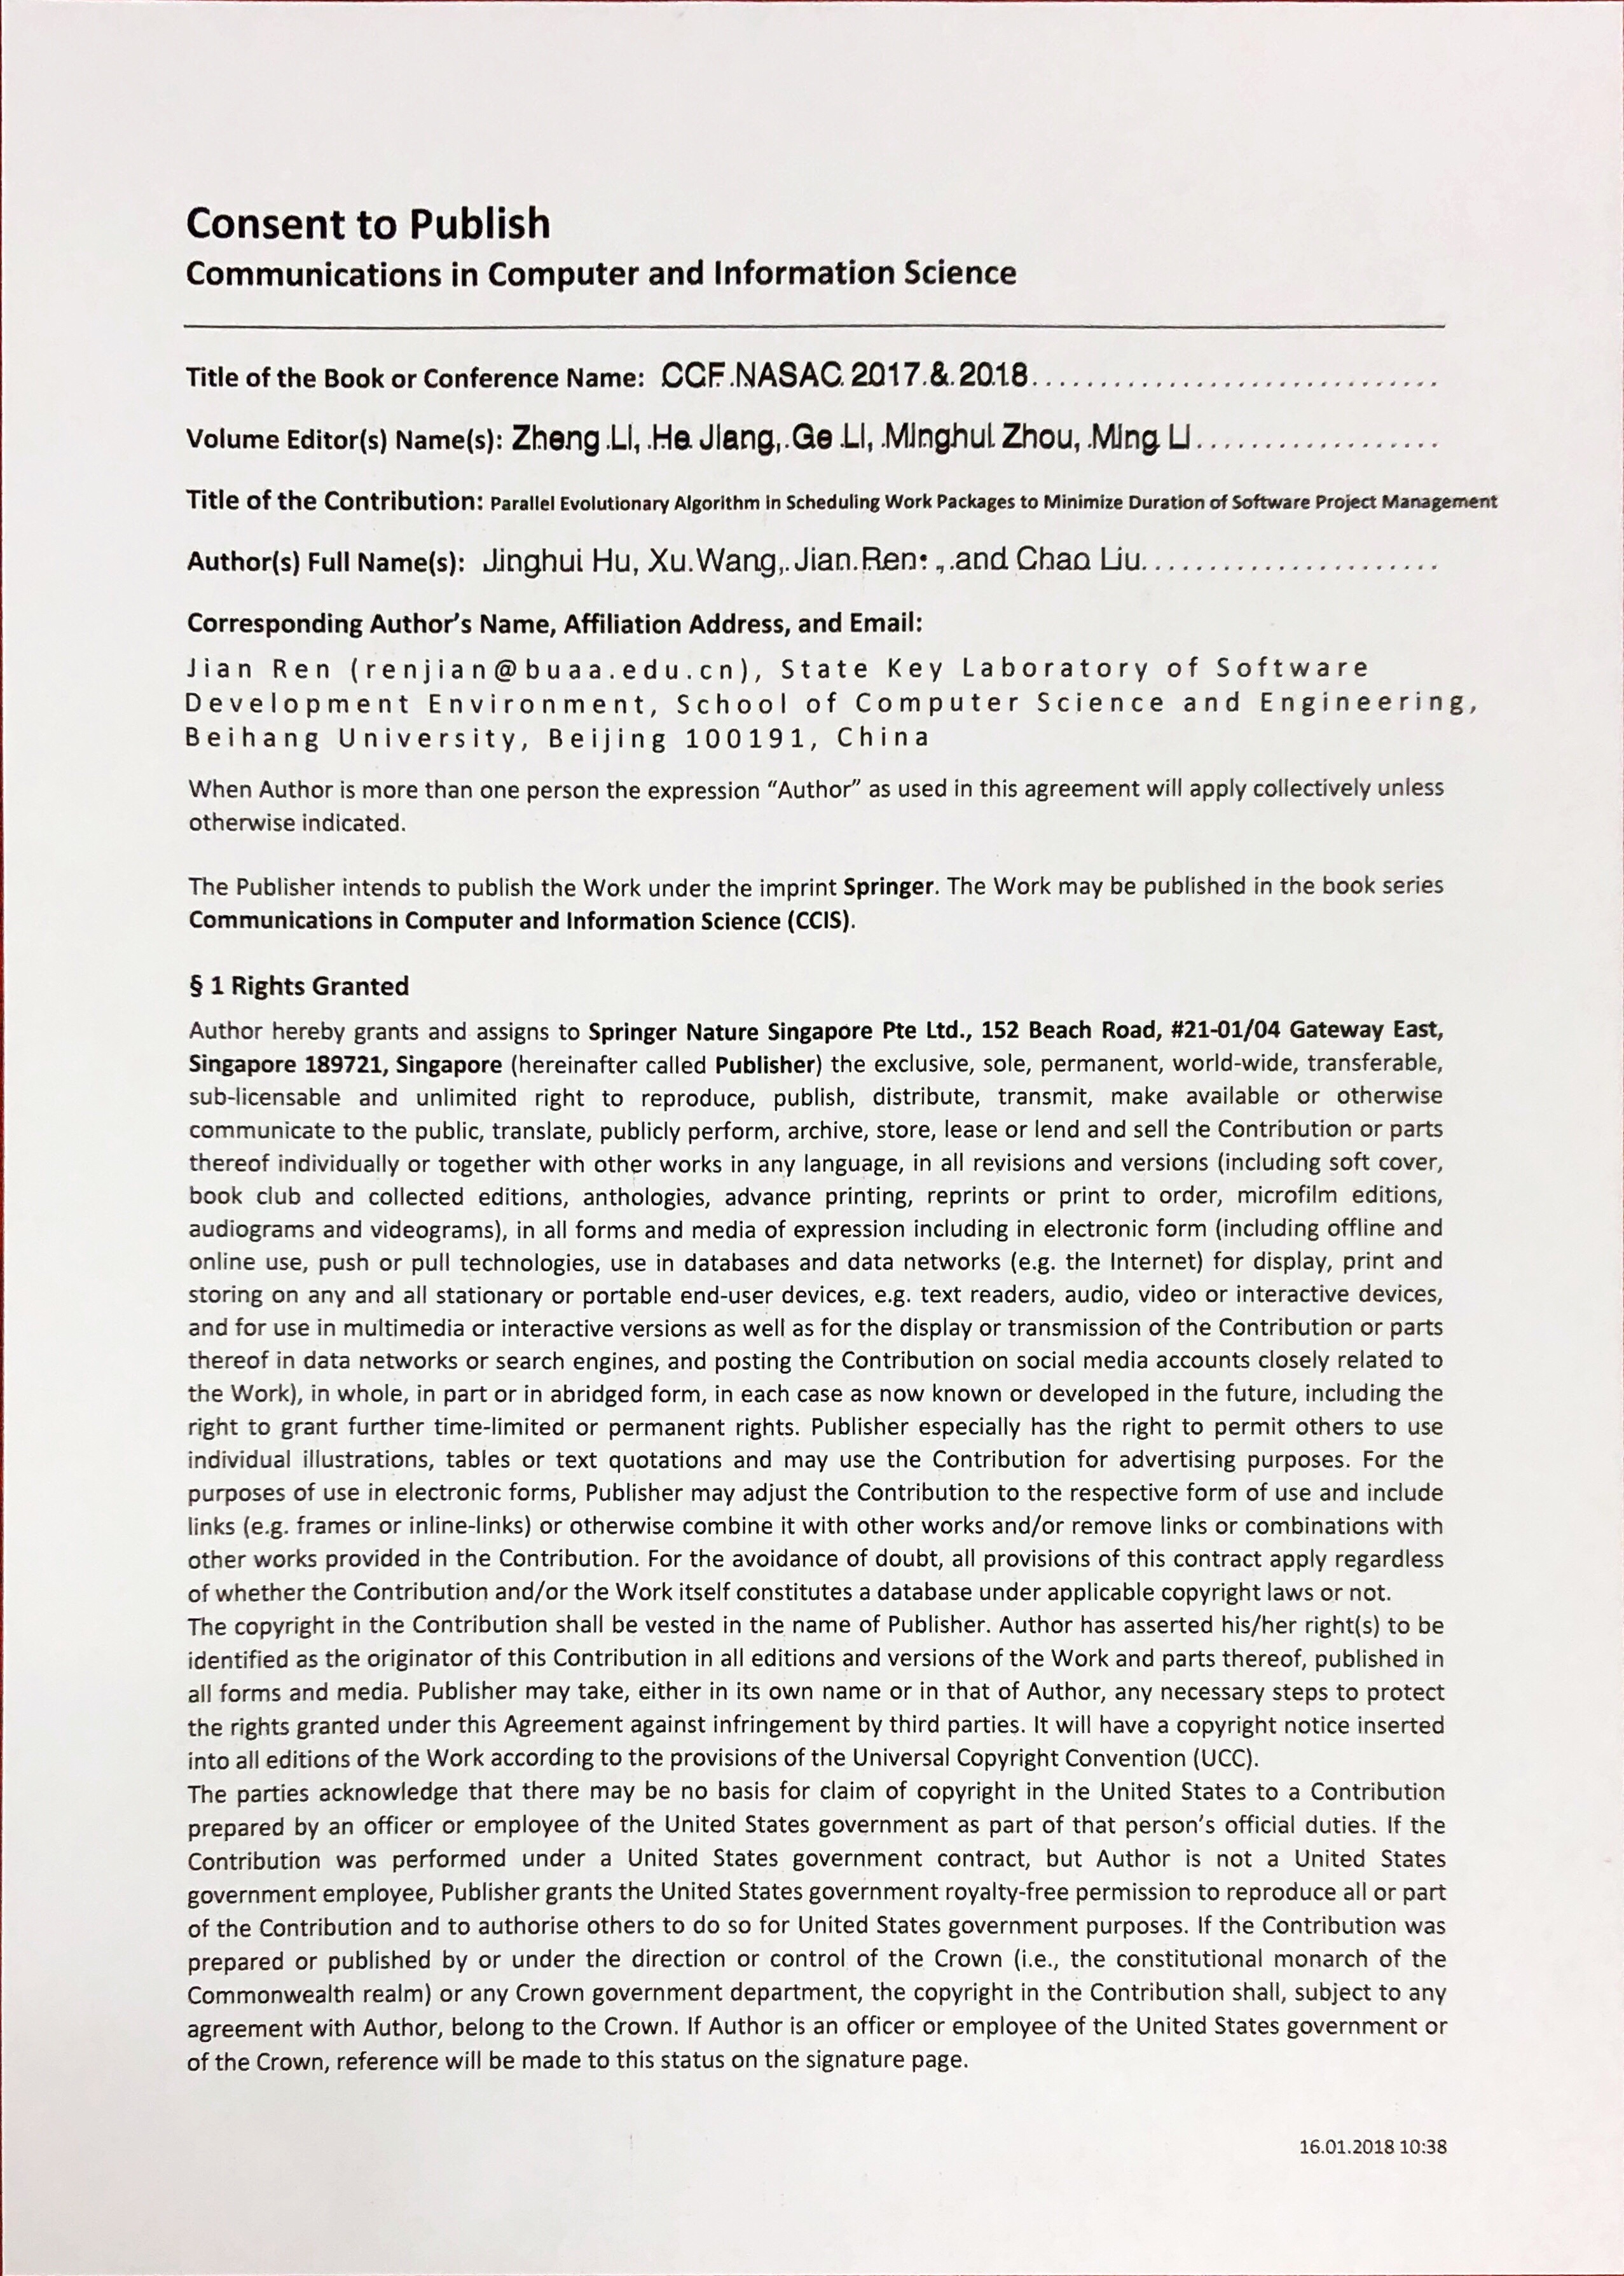 Consent to Publish
Communications in Computer and Information Science
Title of the Book or Conference Name: CCF NASAC 2017 & 2018
Volume Editor(s) Name(s): Zheng Li, He Jiang, Ge Li, Minghui Zhou, Ming Li
Title of the Contribution: Parallel Evolutionary Algorithm in Scheduling Work Packages to Minimize Duration of Software Project Management
Author(s) Full Name(s): Jinghui Hu, Xu Wang, Jian Ren* , and Chao Liu
Corresponding Author's Name, Affiliation Address, and Email:
Jian Ren (renjian@buaa.edu.cn), State Key Laboratory of Software
Development Environment, School of Computer Science and Engineering,
Beihang University, Beijing 100191, China
When Author is more than one person the expression “Author” as used in this agreement will apply collectively unless
otherwise indicated.
The Publisher intends to publish the Work under the imprint Springer. The Work may be published in the book series
Communications in Computer and Information Science (CCIS).
§ 1 Rights Granted
Author hereby grants and assigns to Springer Nature Singapore Pte Ltd., 152 Beach Road, #21-01/04 Gateway East,
Singapore 189721, Singapore (hereinafter called Publisher) the exclusive, sole, permanent, world-wide, transferable,
sub-licensable and unlimited right to reproduce, publish, distribute, transmit, make available or otherwise
communicate to the public, translate, publicly perform, archive, store, lease or lend and sell the Contribution or parts
thereof individually or together with other works in any language, in all revisions and versions (including soft cover,
book club and collected editions, anthologies, advance printing, reprints or print to order, microfilm editions,
audiograms and videograms), in all forms and media of expression including in electronic form (including offline and
online use, push or pull technologies, use in databases and data networks (e.g. the Internet) for display, print and
storing on any and all stationary or portable end-user devices, e.g. text readers, audio, video or interactive devices,
and for use in multimedia or interactive versions as well as for the display or transmission of the Contribution or parts
thereof in data networks or search engines, and posting the Contribution on social media accounts closely related to
the Work), in whole, in part or in abridged form, in each case as now known or developed in the future, including the
right to grant further time-limited or permanent rights. Publisher especially has the right to permit others to use
individual illustrations, tables or text quotations and may use the Contribution for advertising purposes. For the
purposes of use in electronic forms, Publisher may adjust the Contribution to the respective form of use and include
links (e.g. frames or inline-links) or otherwise combine it with other works and/or remove links or combinations with
other works provided in the Contribution. For the avoidance of doubt, all provisions of this contract apply regardless
of whether the Contribution and/or the Work itself constitutes a database under applicable copyright laws or not.
The copyright in the Contribution shall be vested in the name of Publisher. Author has asserted his/her right(s) to be
identified as the originator of this Contribution in all editions and versions of the Work and parts thereof, published in
all forms and media. Publisher may take, either in its own name or in that of Author, any necessary steps to protect
the rights granted under this Agreement against infringement by third parties. It will have a copyright notice inserted
into all editions of the Work according to the provisions of the Universal Copyright Convention (UCC).
The parties acknowledge that there may be no basis for claim of copyright in the United States to a Contribution
prepared by an officer or employee of the United States government as part of that person's official duties. If the
Contribution was performed under a United States government contract, but Author is not a United States
government employee, Publisher grants the United States government royalty-free permission to reproduce all or part
of the Contribution and to authorise others to do so for United States government purposes. If the Contribution was
prepared or published by or under the direction or control of the Crown (i.e., the constitutional monarch of the
Commonwealth realm) or any Crown government department, the copyright in the Contribution shall, subject to any
agreement with Author, belong to the Crown. If Author is an officer or employee of the United States government or
of the Crown, reference will be made to this status on the signature page.
16.01.2018 10:38